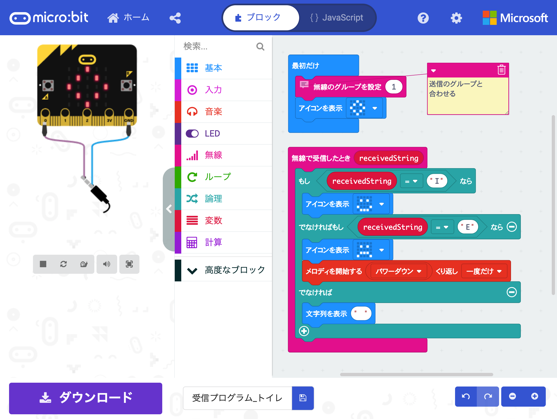 micro:bit
ホーム
ブロック
{ } JavaScript
Microsoft
検索...
基本
入力
音楽
LED
無線
ループ
論理
変数
計算
高度なブロック
最初だけ
無線のグループを設定 1
アイコンを表示
送信のグループと
合わせる
無線で受信したとき receivedString
もし receivedString = "I" なら
アイコンを表示
でなければもし receivedString = "E" なら
アイコンを表示
メロディを開始する パワーダウン くり返し 一度だけ
でなければ
文字列を表示 " "
0 1 2 3V GND
ダウンロード
受信プログラム_トイレ